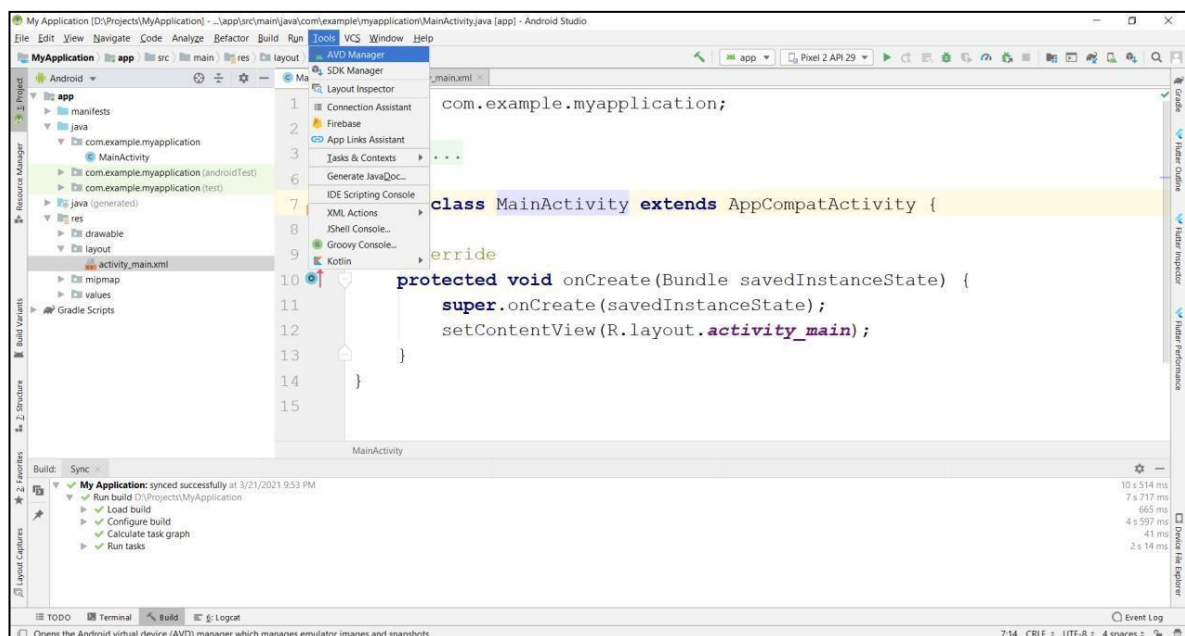 My Application [D:\Projects\MyApplication] - ...\app\src\main\java\com\example\myapplication\MainActivity.java [app] - Android Studio
File Edit View Navigate Code Analyze Refactor Build Run Tools VCS Window Help
MyApplication app src main res layout
app Pixel 2 API 29
AVD Manager
SDK Manager
Layout Inspector
Connection Assistant
Firebase
App Links Assistant
Tasks & Contexts
Generate JavaDoc...
IDE Scripting Console
XML Actions
JShell Console...
Groovy Console...
Kotlin
Android
app
manifests
java
com.example.myapplication
MainActivity
com.example.myapplication (androidTest)
com.example.myapplication (test)
java (generated)
res
drawable
layout
activity_main.xml
mipmap
values
Gradle Scripts
Ma
_main.xml
1 com.example.myapplication;
2
3 ...
6
7 class MainActivity extends AppCompatActivity {
8
9 erride
10 protected void onCreate(Bundle savedInstanceState) {
11 super.onCreate(savedInstanceState);
12 setContentView(R.layout.activity_main);
13 }
14 }
15
MainActivity
1: Project
Resource Manager
Build Variants
Z: Structure
2: Favorites
Layout Captures
Gradle
Flutter Outline
Flutter Inspector
Flutter Performance
Device File Explorer
Build: Sync
My Application: synced successfully at 3/21/2021 9:53 PM 10 s 514 ms
Run build D:\Projects\MyApplication 7 s 717 ms
Load build 665 ms
Configure build 4 s 597 ms
Calculate task graph 41 ms
Run tasks 2 s 14 ms
TODO Terminal Build 6: Logcat Event Log
Opens the Android virtual device (AVD) manager which manages emulator images and snapshots 7:14 CRLF UTF-8 4 spaces